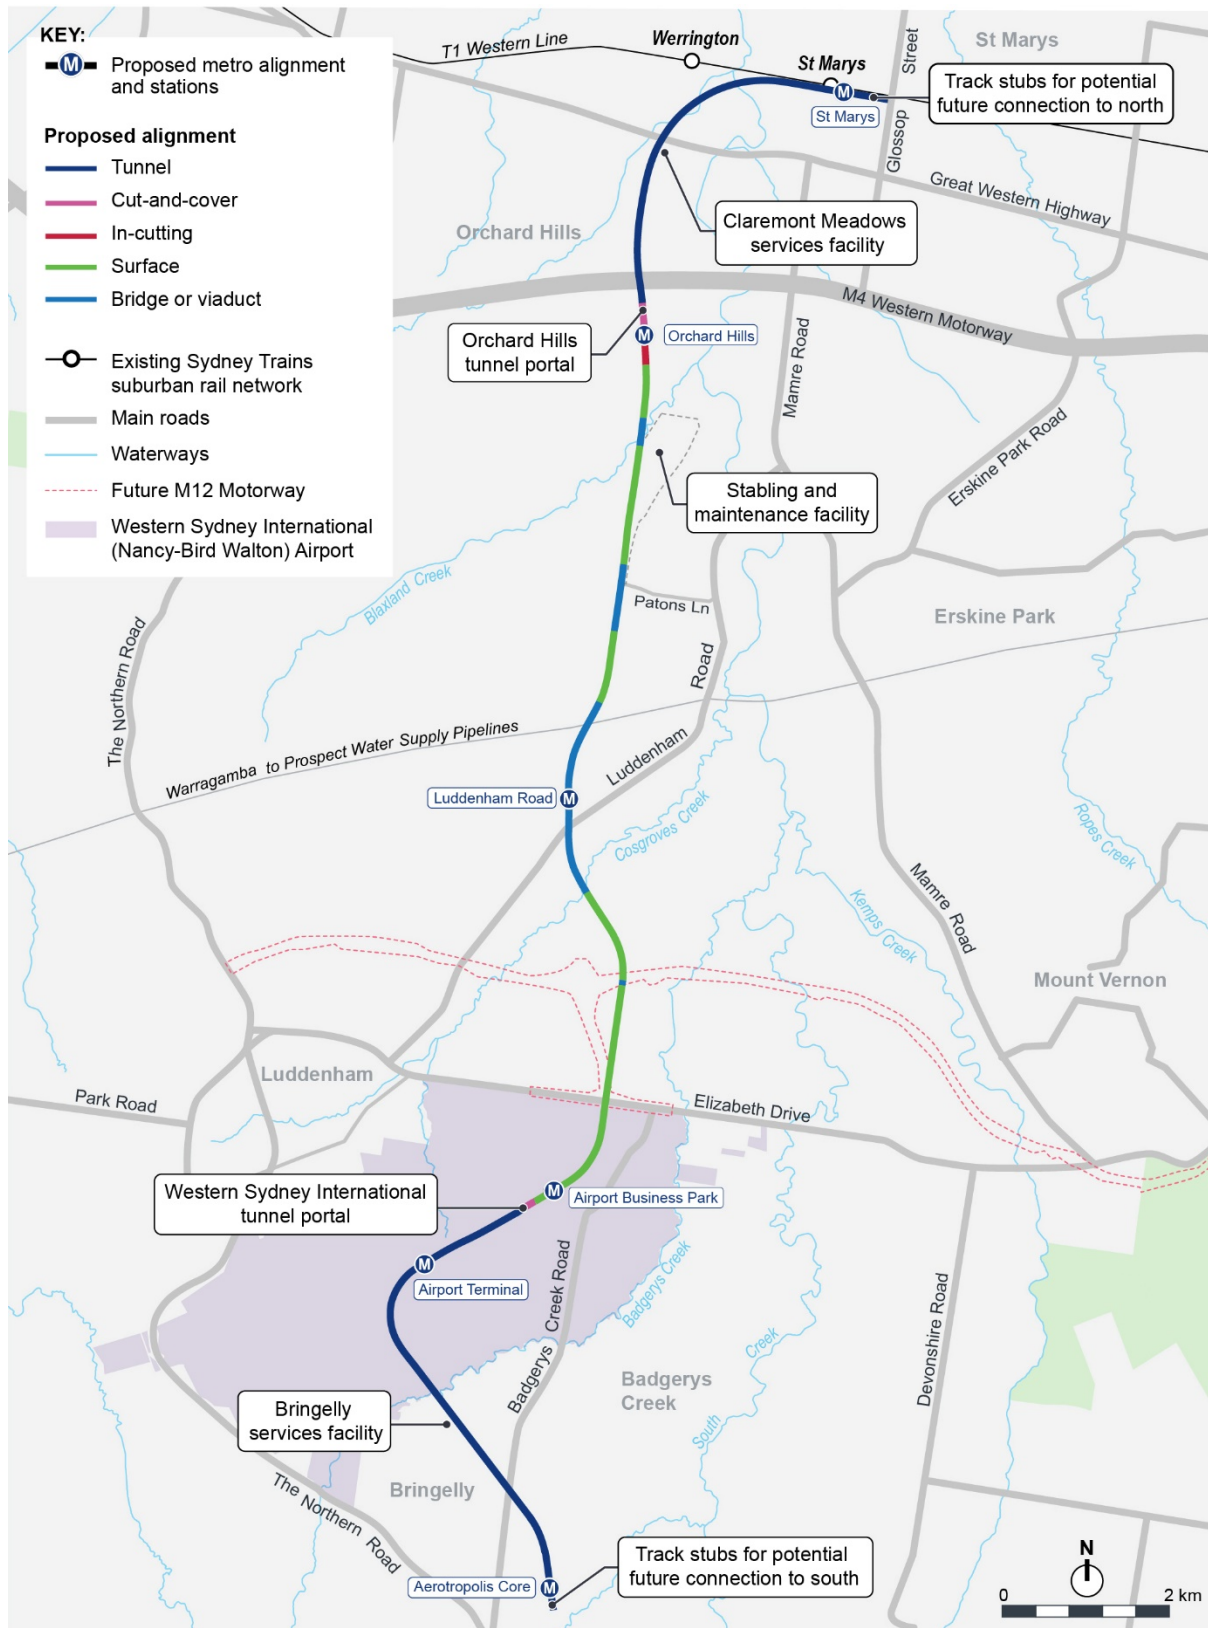 KEY:
M
Proposed metro alignment
and stations
Proposed alignment
Tunnel
Cut-and-cover
In-cutting
Surface
Bridge or viaduct
Existing Sydney Trains
suburban rail network
Main roads
Waterways
Future M12 Motorway
Western Sydney International
(Nancy-Bird Walton) Airport
T1 Western Line
Werrington
St Marys
M
St Marys
Glossop Street
St Marys
Track stubs for potential
future connection to north
Great Western Highway
Claremont Meadows
services facility
Orchard Hills
M4 Western Motorway
Orchard Hills
tunnel portal
M
Orchard Hills
Mamre Road
Erskine Park Road
Stabling and
maintenance facility
Blaxland Creek
Patons Ln
Erskine Park
The Northern Road
Luddenham Road
Warragamba to Prospect Water Supply Pipelines
Luddenham Road
M
Cosgroves Creek
Ropes Creek
Kemps Creek
Mamre Road
Mount Vernon
Luddenham
Park Road
Elizabeth Drive
Western Sydney International
tunnel portal
M
Airport Business Park
M
Airport Terminal
Badgerys Creek Road
Badgerys Creek
Devonshire Road
South Creek
Badgerys
Creek
Bringelly
services facility
Bringelly
The Northern Road
Track stubs for potential
future connection to south
Aerotropolis Core
M
N
0
2 km